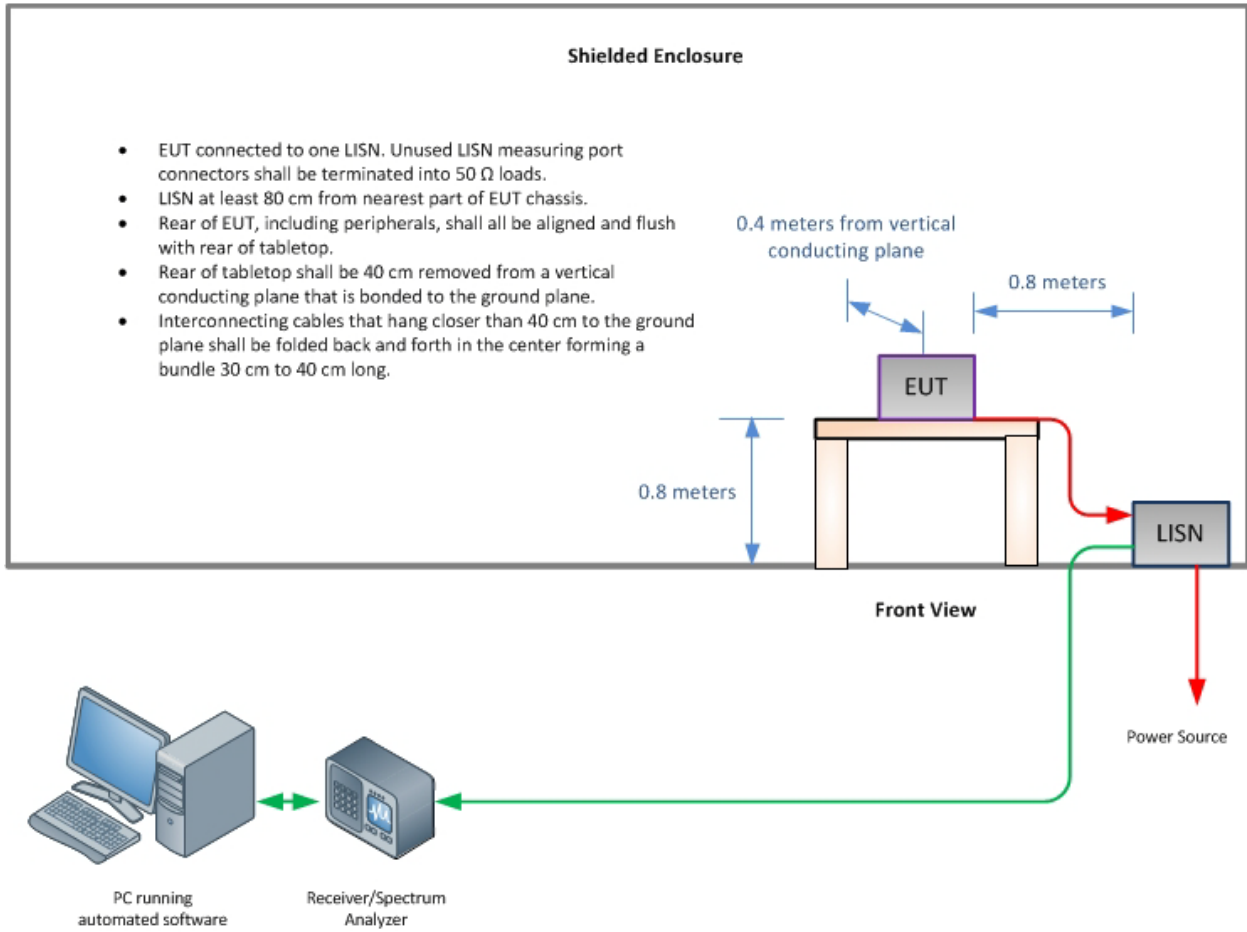 Shielded Enclosure
• EUT connected to one LISN. Unused LISN measuring port
connectors shall be terminated into 50 Ω loads.
• LISN at least 80 cm from nearest part of EUT chassis.
• Rear of EUT, including peripherals, shall all be aligned and flush
with rear of tabletop.
• Rear of tabletop shall be 40 cm removed from a vertical
conducting plane that is bonded to the ground plane.
• Interconnecting cables that hang closer than 40 cm to the ground
plane shall be folded back and forth in the center forming a
bundle 30 cm to 40 cm long.
0.4 meters from vertical
conducting plane
0.8 meters
EUT
0.8 meters
LISN
Front View
Power Source
PC running
automated software
Receiver/Spectrum
Analyzer